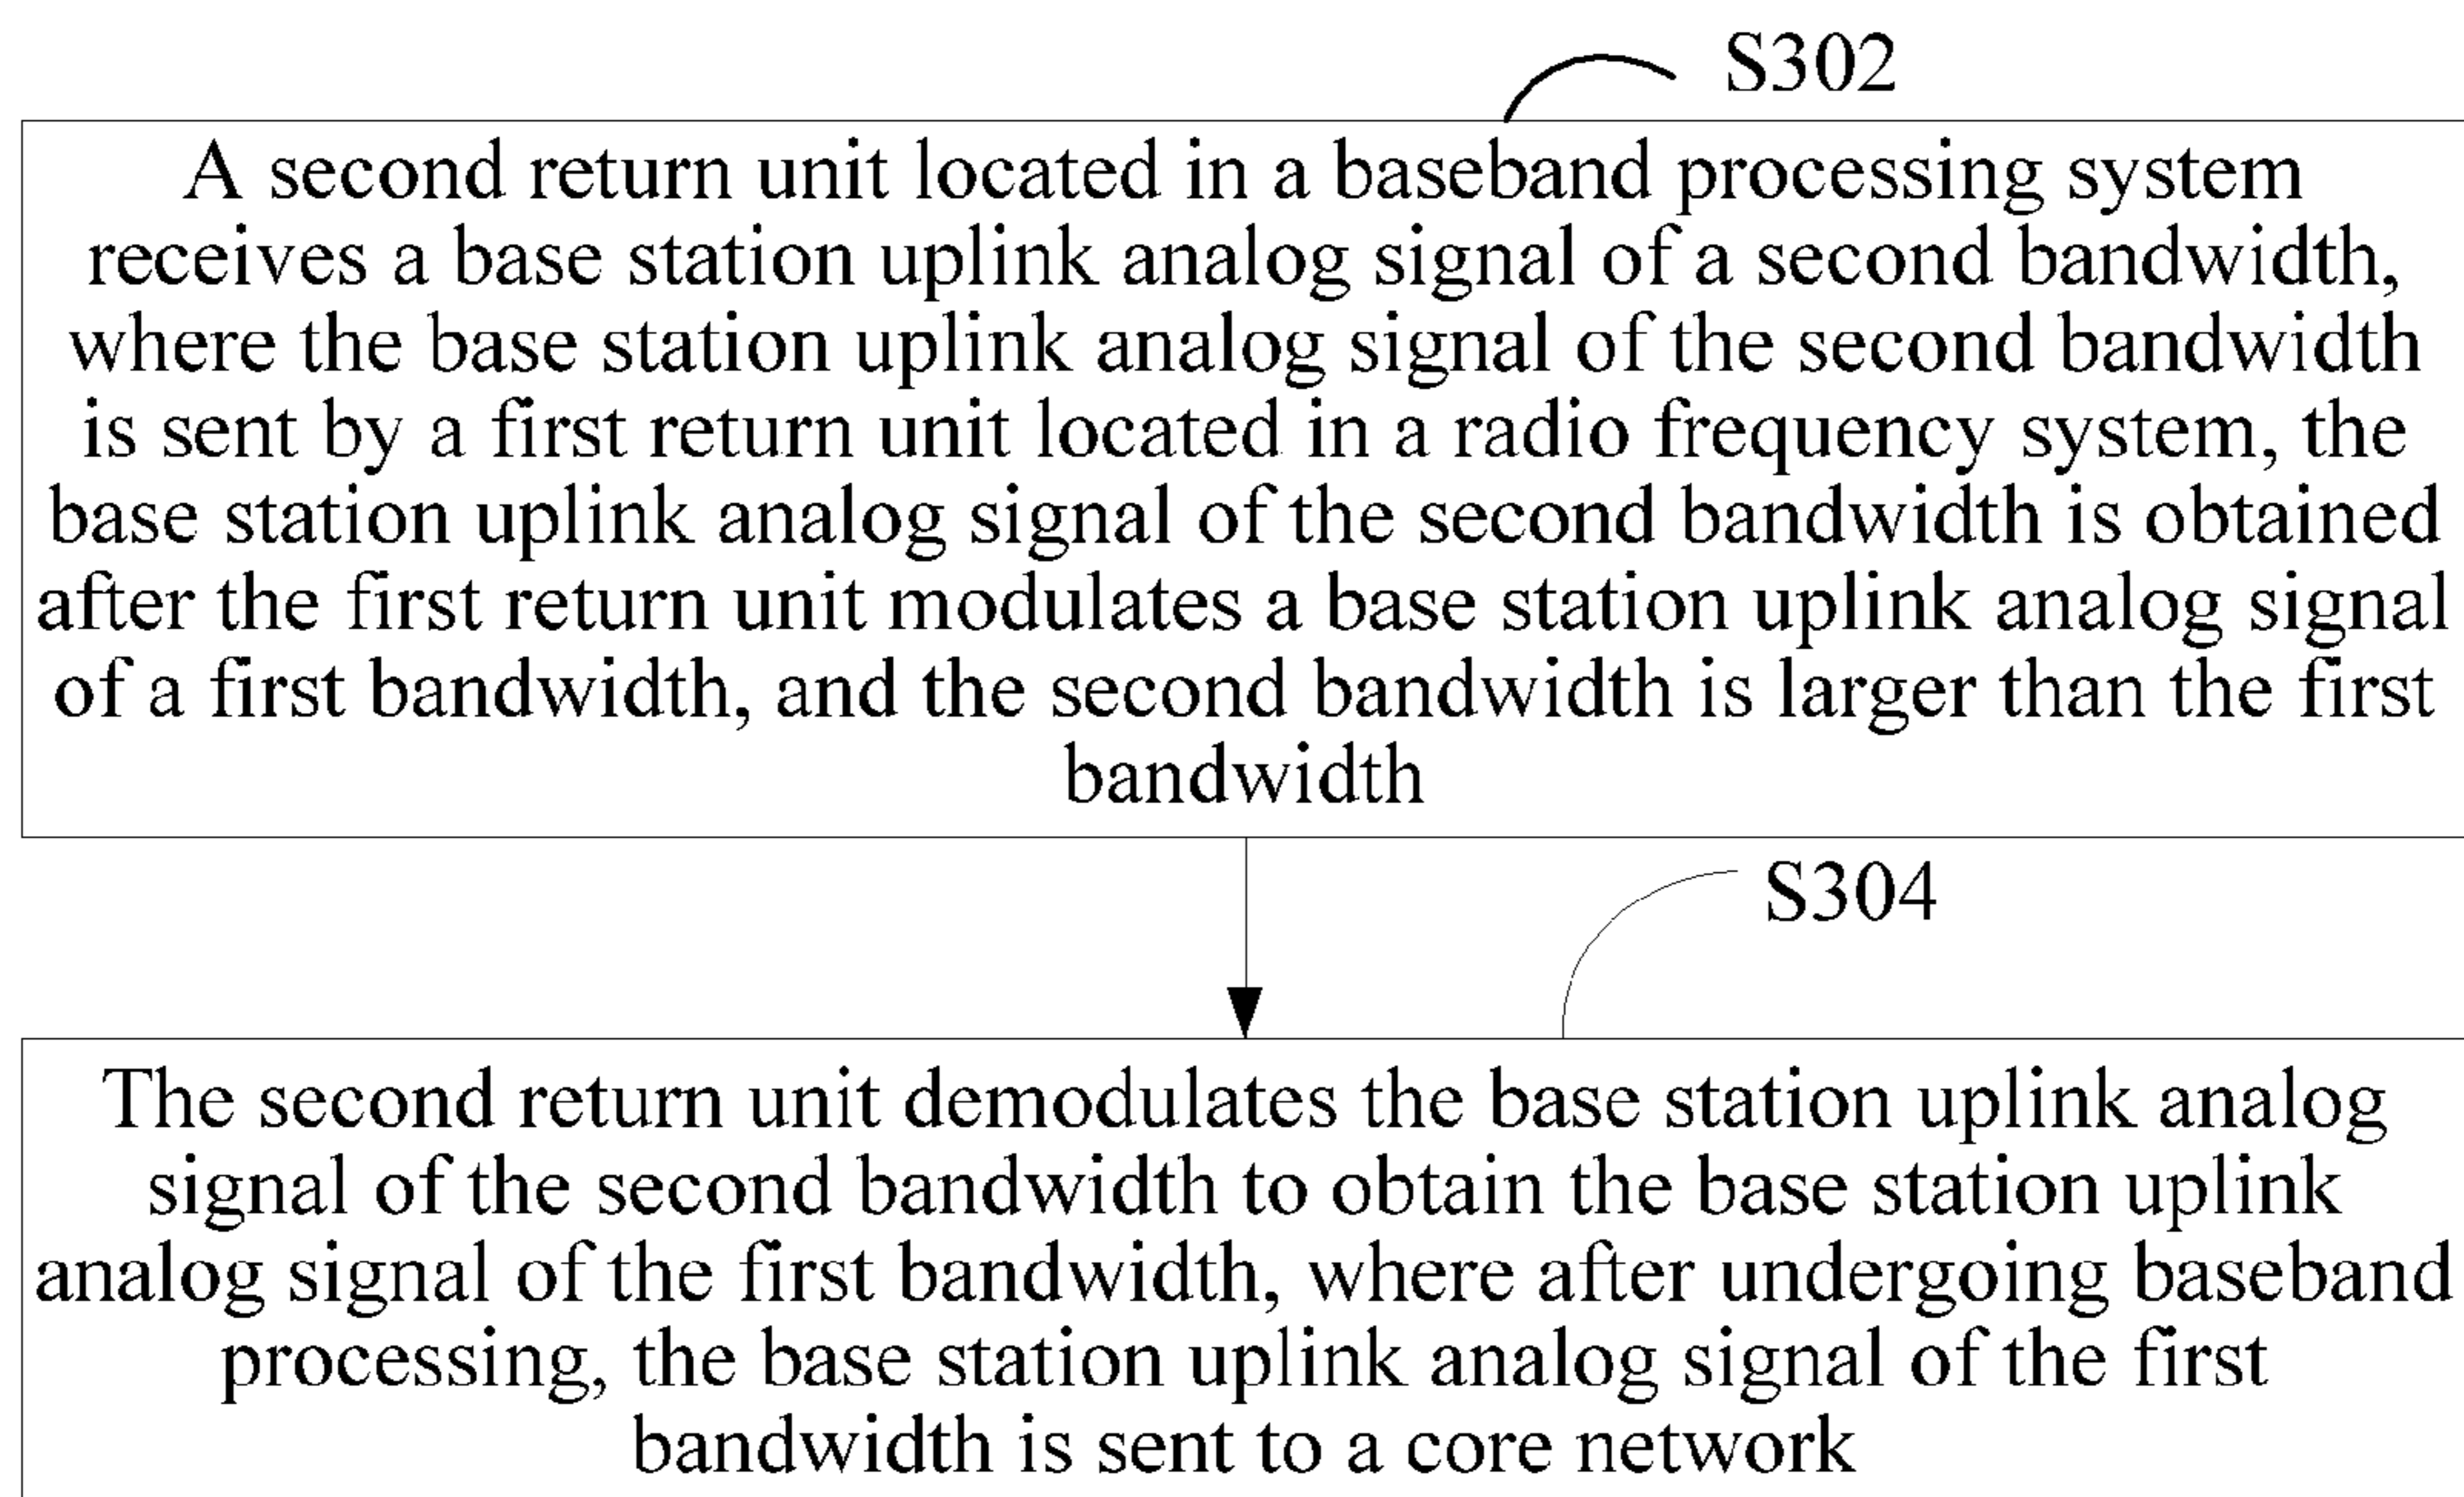 S302
A second return unit located in a baseband processing system
receives a base station uplink analog signal of a second bandwidth,
where the base station uplink analog signal of the second bandwidth
is sent by a first return unit located in a radio frequency system, the
base station uplink analog signal of the second bandwidth is obtained
after the first return unit modulates a base station uplink analog signal
of a first bandwidth, and the second bandwidth is larger than the first
bandwidth
S304
The second return unit demodulates the base station uplink analog
signal of the second bandwidth to obtain the base station uplink
analog signal of the first bandwidth, where after undergoing baseband
processing, the base station uplink analog signal of the first
bandwidth is sent to a core network